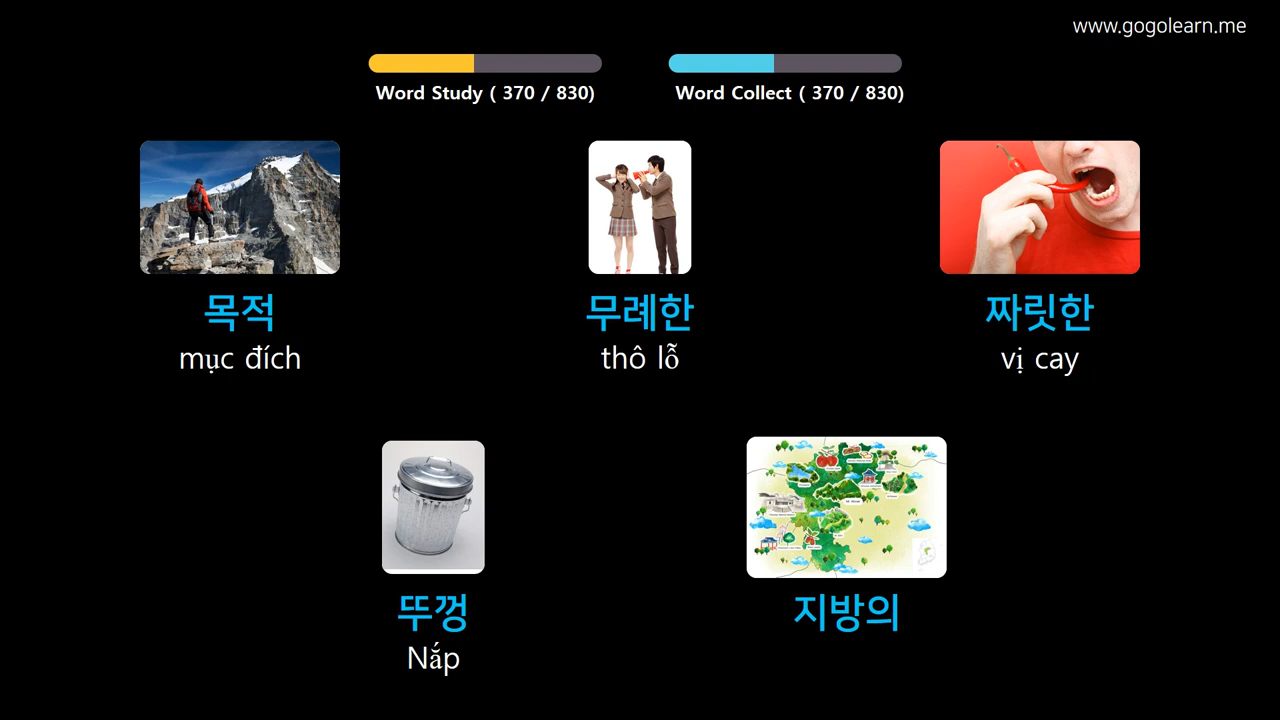 www.gogolearn.me
Word Study ( 370 / 830)
Word Collect ( 370 / 830)
목적
mục đích
무례한
thô lỗ
짜릿한
vị cay
뚜껑
Nắp
지방의